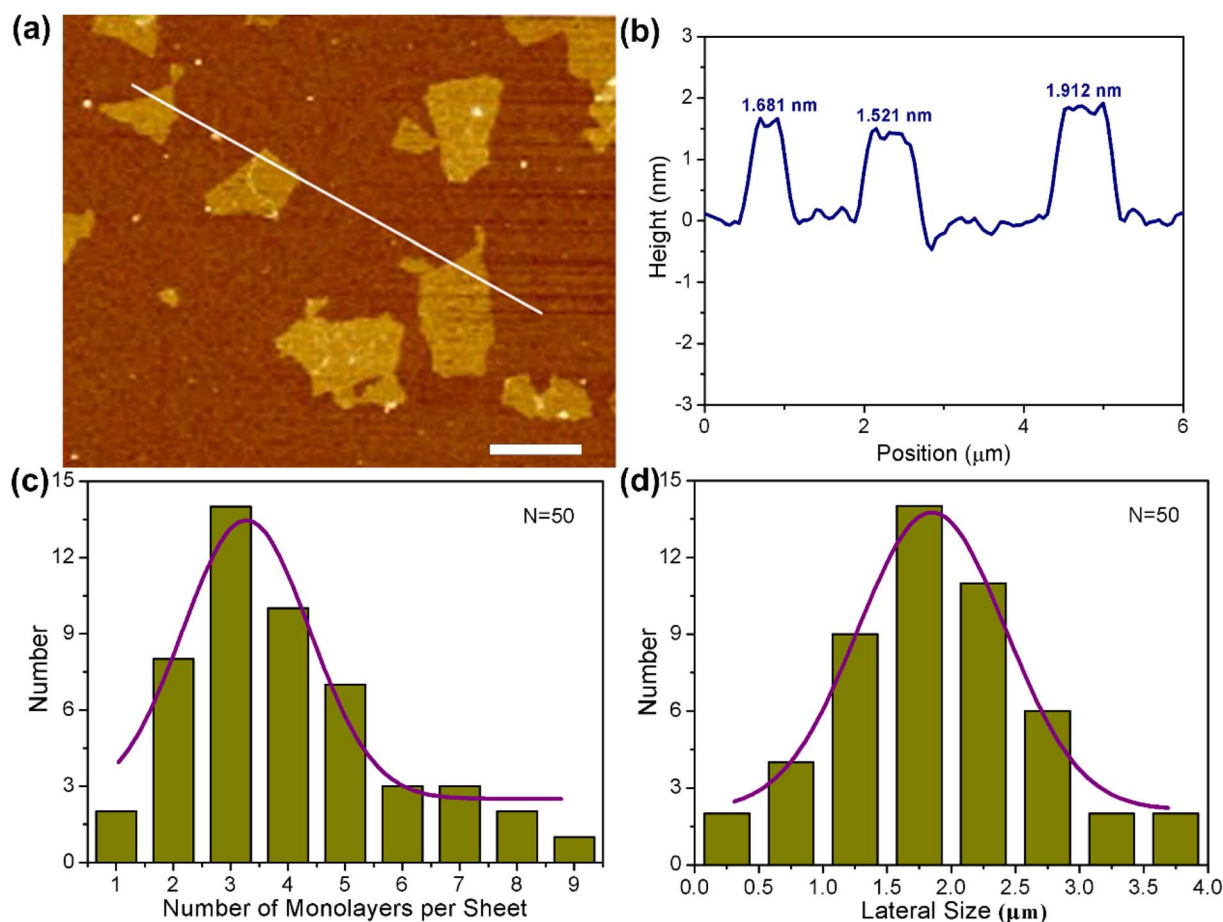 (a)
(b)
3
2
1
0
-1
-2
-3
Height (nm)
1.681 nm
1.521 nm
1.912 nm
0 2 4 6
Position (μm)
(c)
15
12
9
6
3
0
Number
N=50
1 2 3 4 5 6 7 8 9
Number of Monolayers per Sheet
(d)
15
12
9
6
3
0
Number
N=50
0.0 0.5 1.0 1.5 2.0 2.5 3.0 3.5 4.0
Lateral Size (μm)